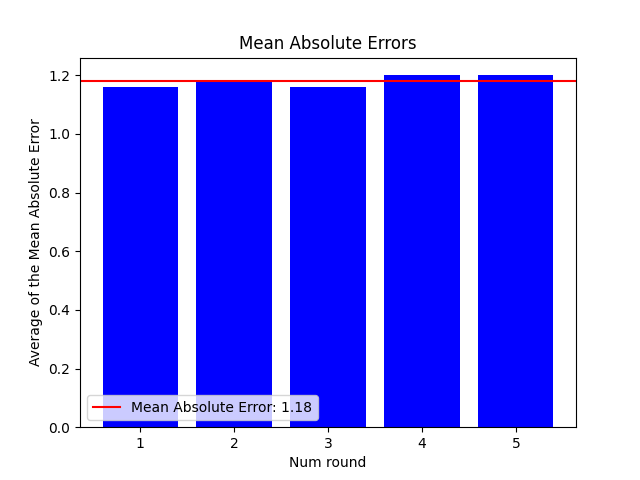 Mean Absolute Errors
Average of the Mean Absolute Error
1.2
1.0
0.8
0.6
0.4
0.2
0.0
Mean Absolute Error: 1.18
1 2 3 4 5
Num round